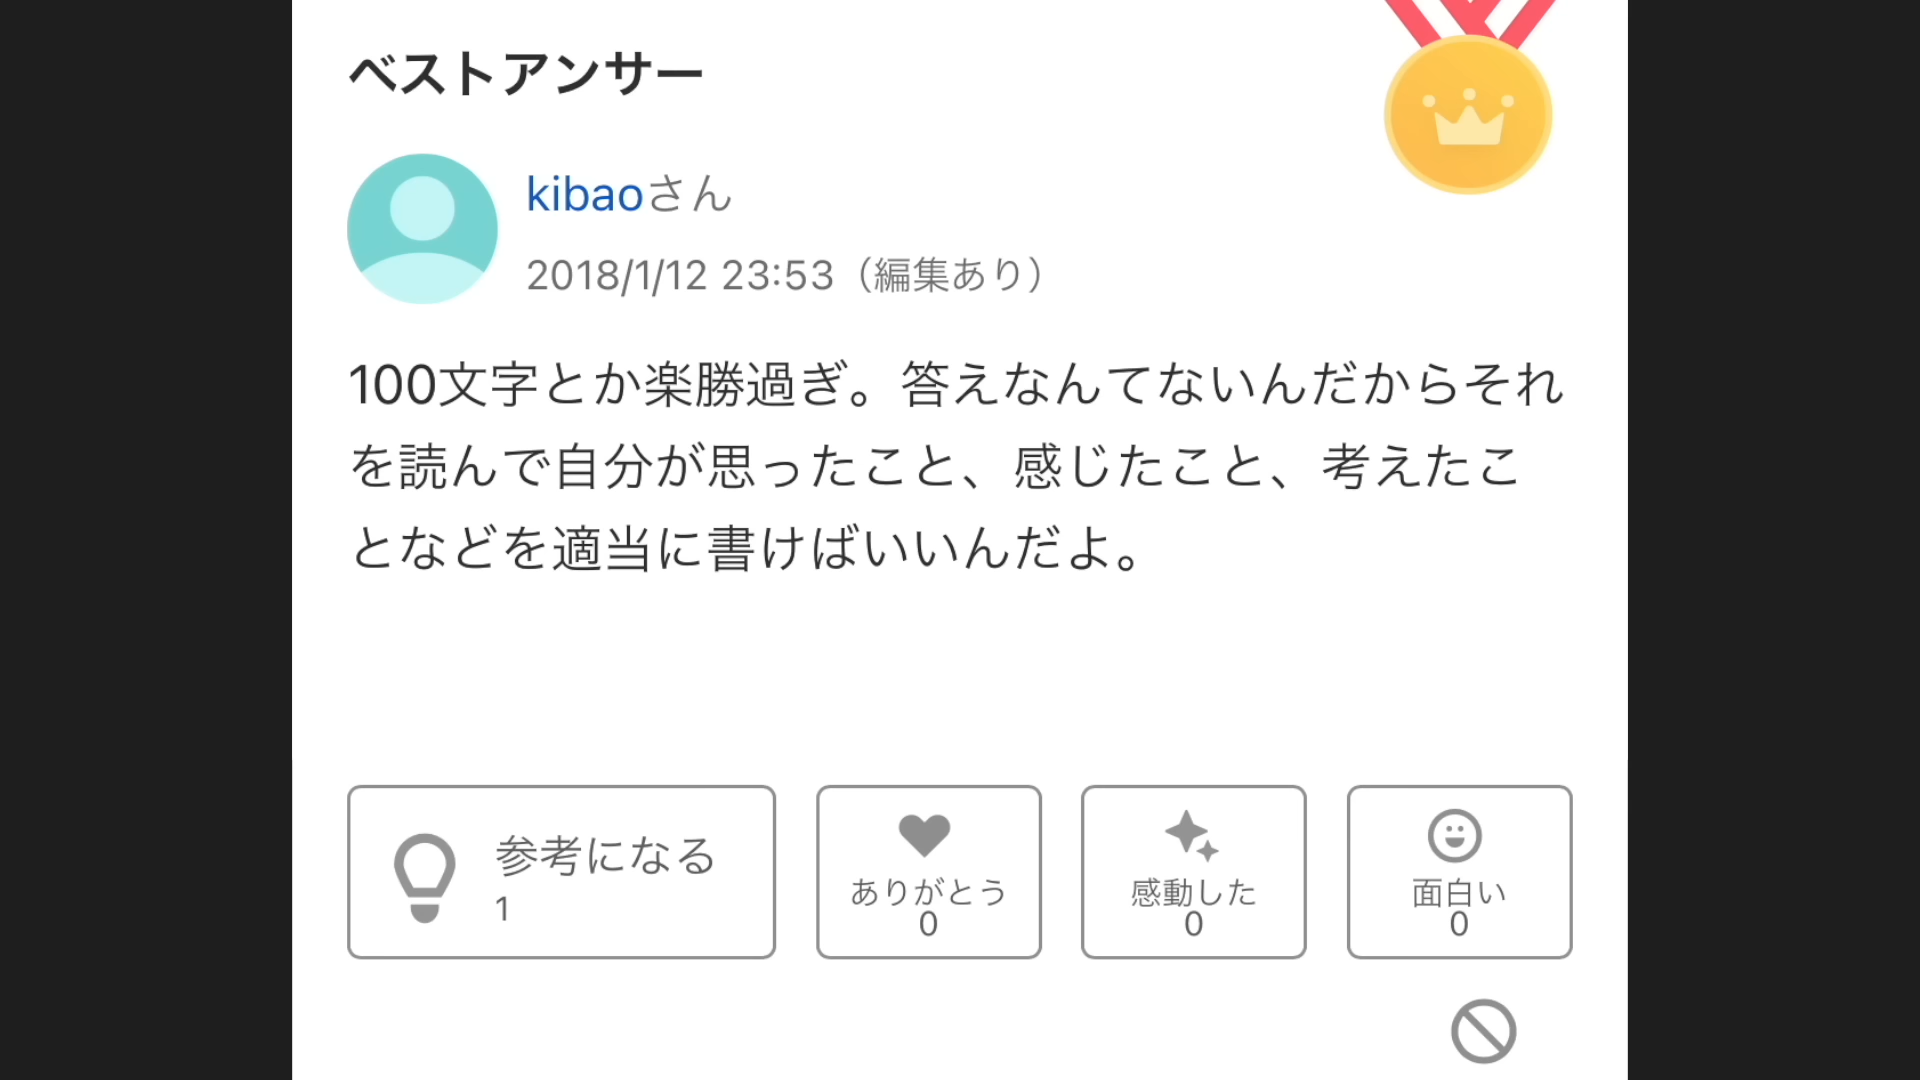 ベストアンサー
kibaoさん
2018/1/12 23:53（編集あり）
100文字とか楽勝過ぎ。答えなんてないんだからそれ
を読んで自分が思ったこと、感じたこと、考えたこ
となどを適当に書けばいいんだよ。
参考になる
1
ありがとう
0
感動した
0
面白い
0